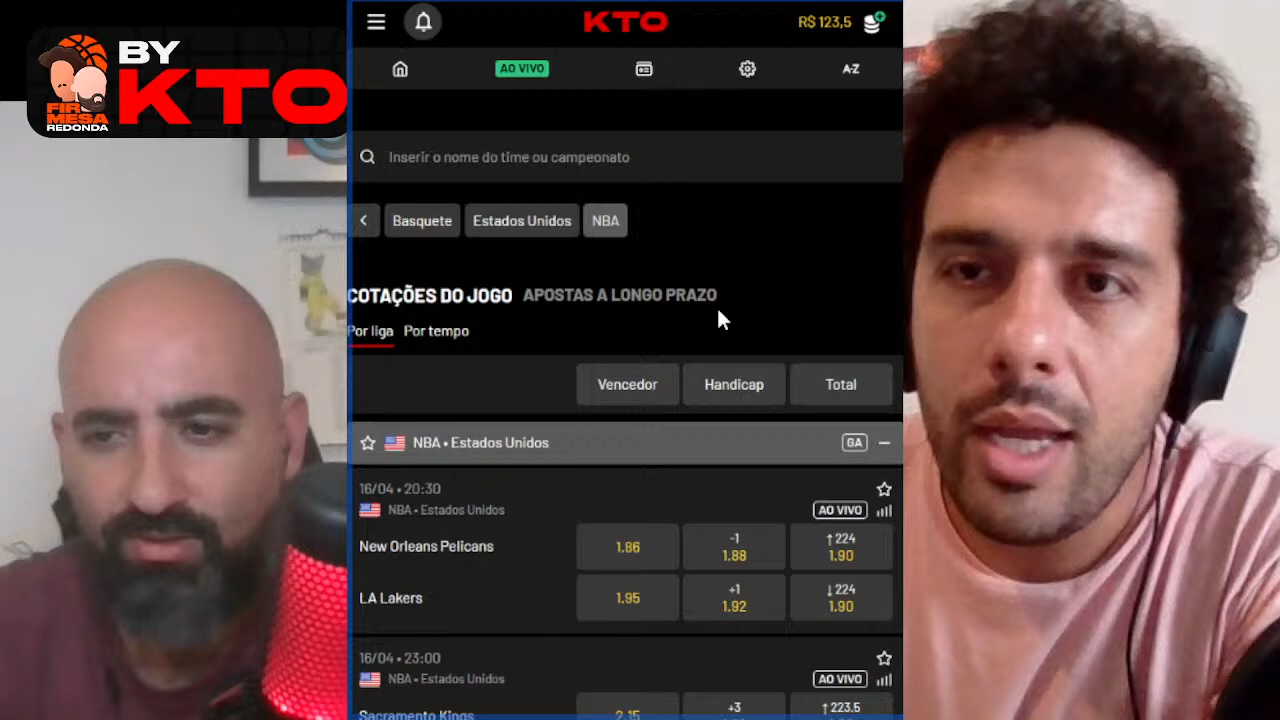 BY
KTO
FIR
MESA
REDONDA
KTO
R$ 123,5
AO VIVO
A-Z
Inserir o nome do time ou campeonato
Basquete
Estados Unidos
NBA
COTAÇÕES DO JOGO
APOSTAS A LONGO PRAZO
Por liga
Por tempo
Vencedor
Handicap
Total
NBA • Estados Unidos
GA
16/04 • 20:30
NBA • Estados Unidos
AO VIVO
New Orleans Pelicans
1.86
-1
1.88
↑224
1.90
LA Lakers
1.95
+1
1.92
↓224
1.90
16/04 • 23:00
NBA • Estados Unidos
AO VIVO
Sacramento Kings
2.15
+3
↑223.5